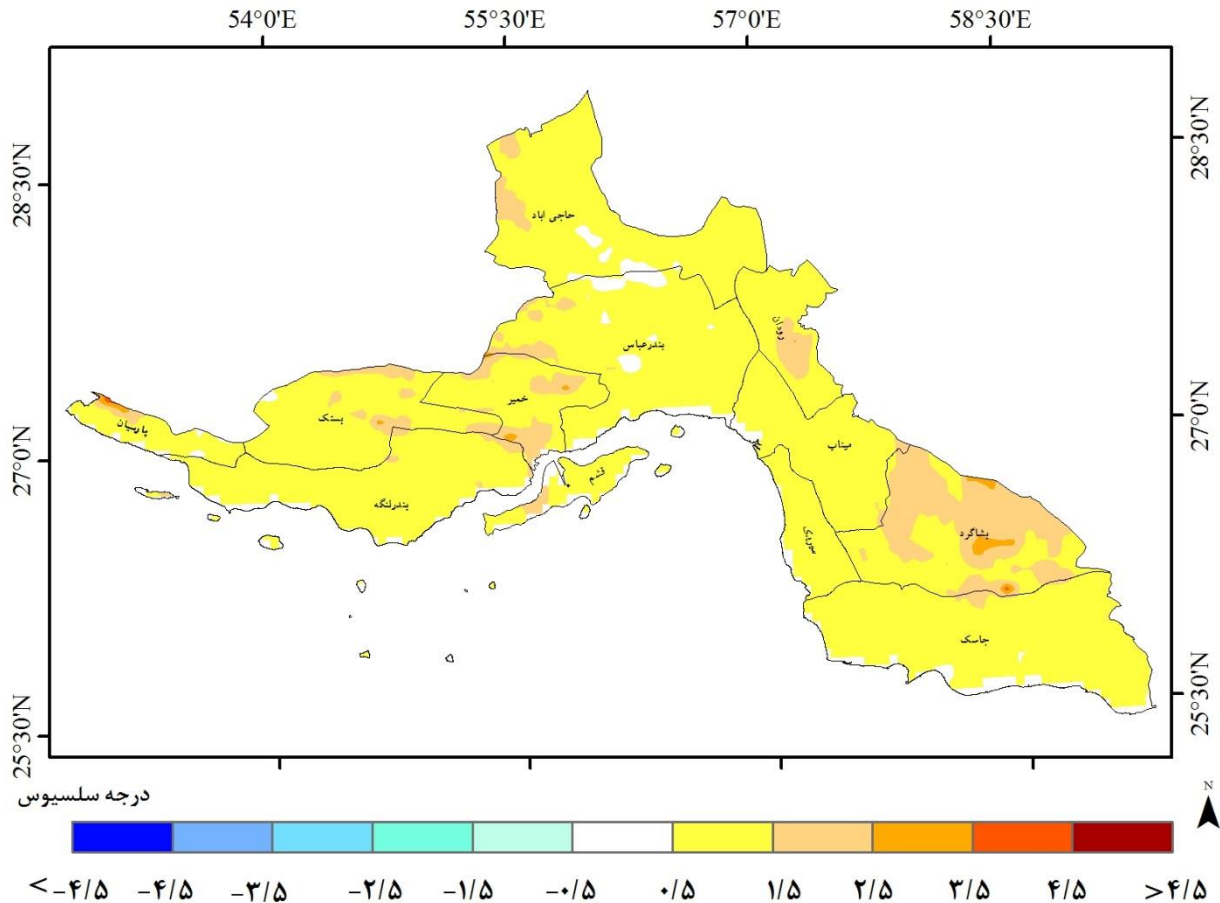 54°0'E 55°30'E 57°0'E 58°30'E
28°30'N
28°30'N
حاجی اباد
رودان
بندرعباس
خمیر
بستک
پارسیان
27°0'N
27°0'N
میناب
قشم
بندرلنگه
بشاگرد
سیریک
جاسک
25°30'N
25°30'N
درجه سلسیوس
N
< -۴/۵ -۴/۵ -۳/۵ -۲/۵ -۱/۵ -۰/۵ ۰/۵ ۱/۵ ۲/۵ ۳/۵ ۴/۵ >۴/۵